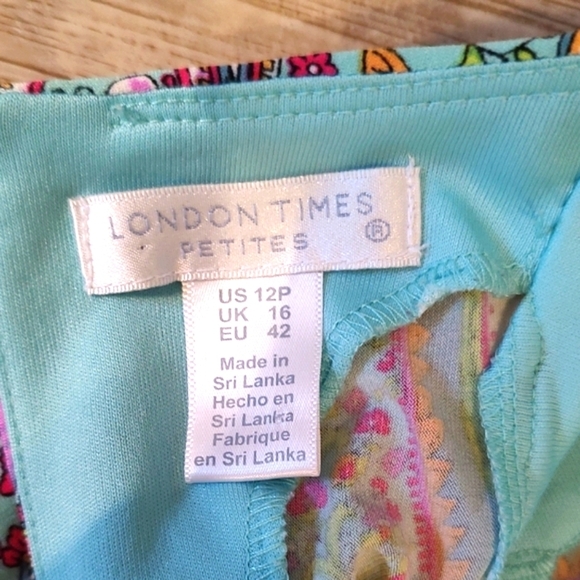 LONDON TIMES
PETITES ®
US 12P
UK 16
EU 42
Made in
Sri Lanka
Hecho en
Sri Lanka
Fabrique
en Sri Lanka